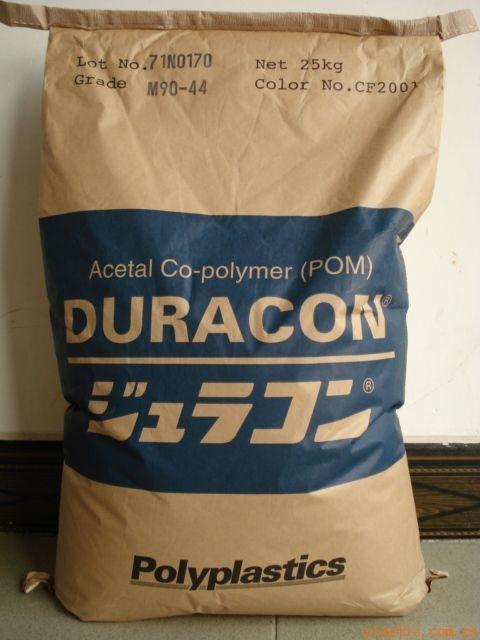 Lot No.71N0170 Net 25kg
Grade M90-44 Color No.CF2001
Acetal Co-polymer (POM)
DURACON®
ジュラコン®
Polyplastics